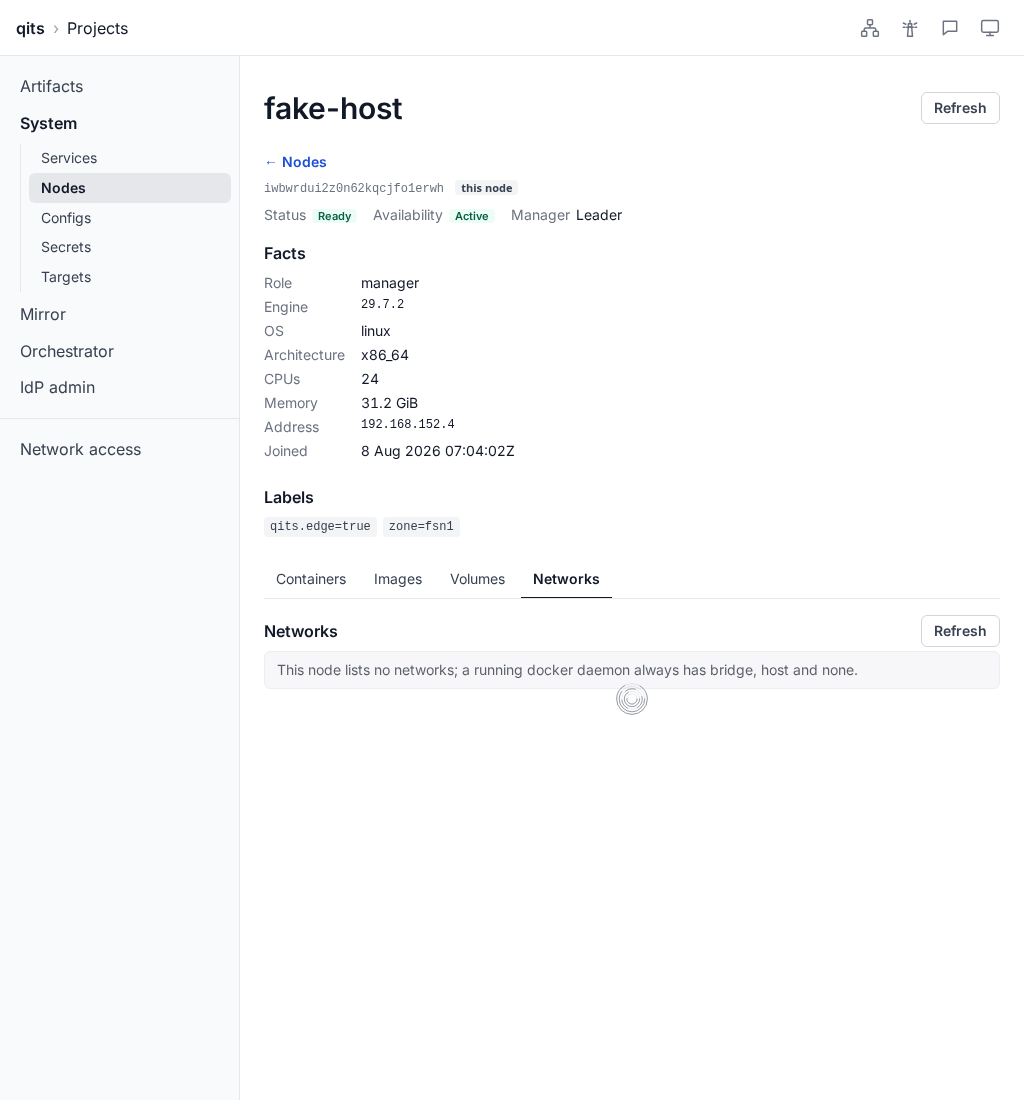 qits › Projects
Artifacts
System
Services
Nodes
Configs
Secrets
Targets
Mirror
Orchestrator
IdP admin
Network access
fake-host
Refresh
← Nodes
iwbwrdui2z0n62kqcjfo1erwh this node
Status Ready Availability Active Manager Leader
Facts
Role manager
Engine 29.7.2
OS linux
Architecture x86_64
CPUs 24
Memory 31.2 GiB
Address 192.168.152.4
Joined 8 Aug 2026 07:04:02Z
Labels
qits.edge=true zone=fsn1
Containers Images Volumes Networks
Networks
Refresh
This node lists no networks; a running docker daemon always has bridge, host and none.